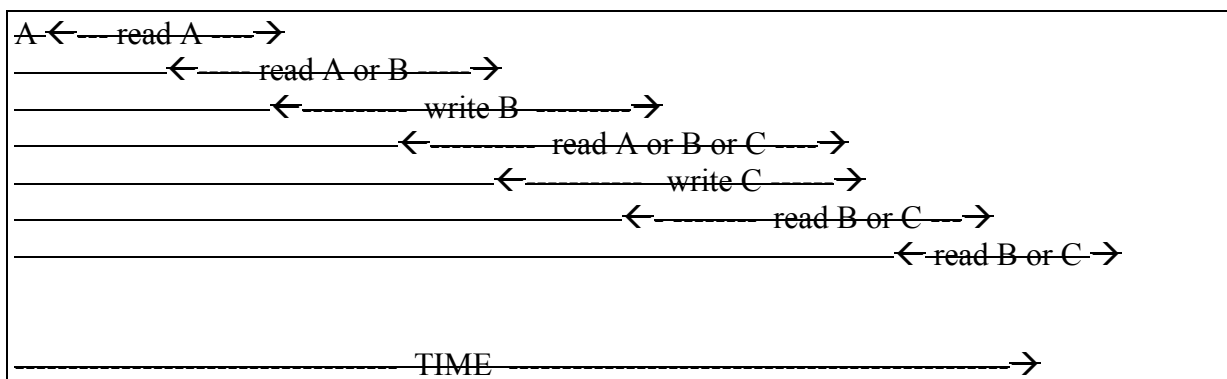 A ←--- read A ----→
←----- read A or B -----→
←---------- write B ---------→
←---------- read A or B or C ----→
←----------- write C ------→
←- -------- read B or C ---→
← read B or C →
---------------------------------- TIME --------------------------------------------→